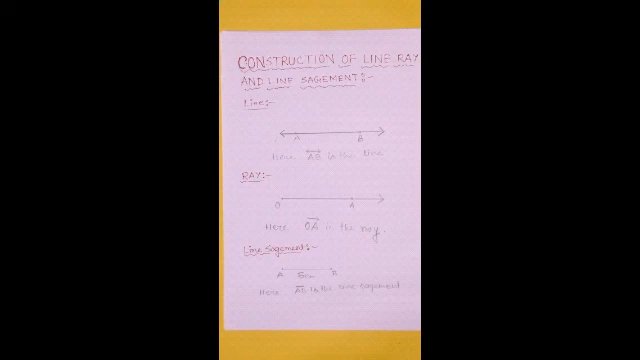 CONSTRUCTION OF LINE RAY
AND LINE SAGEMENT:-
Line:-
A B
Here AB is the line
RAY:-
O A
Here OA is the ray.
Line Sagement:-
A 5cm B
Here is the line sagement